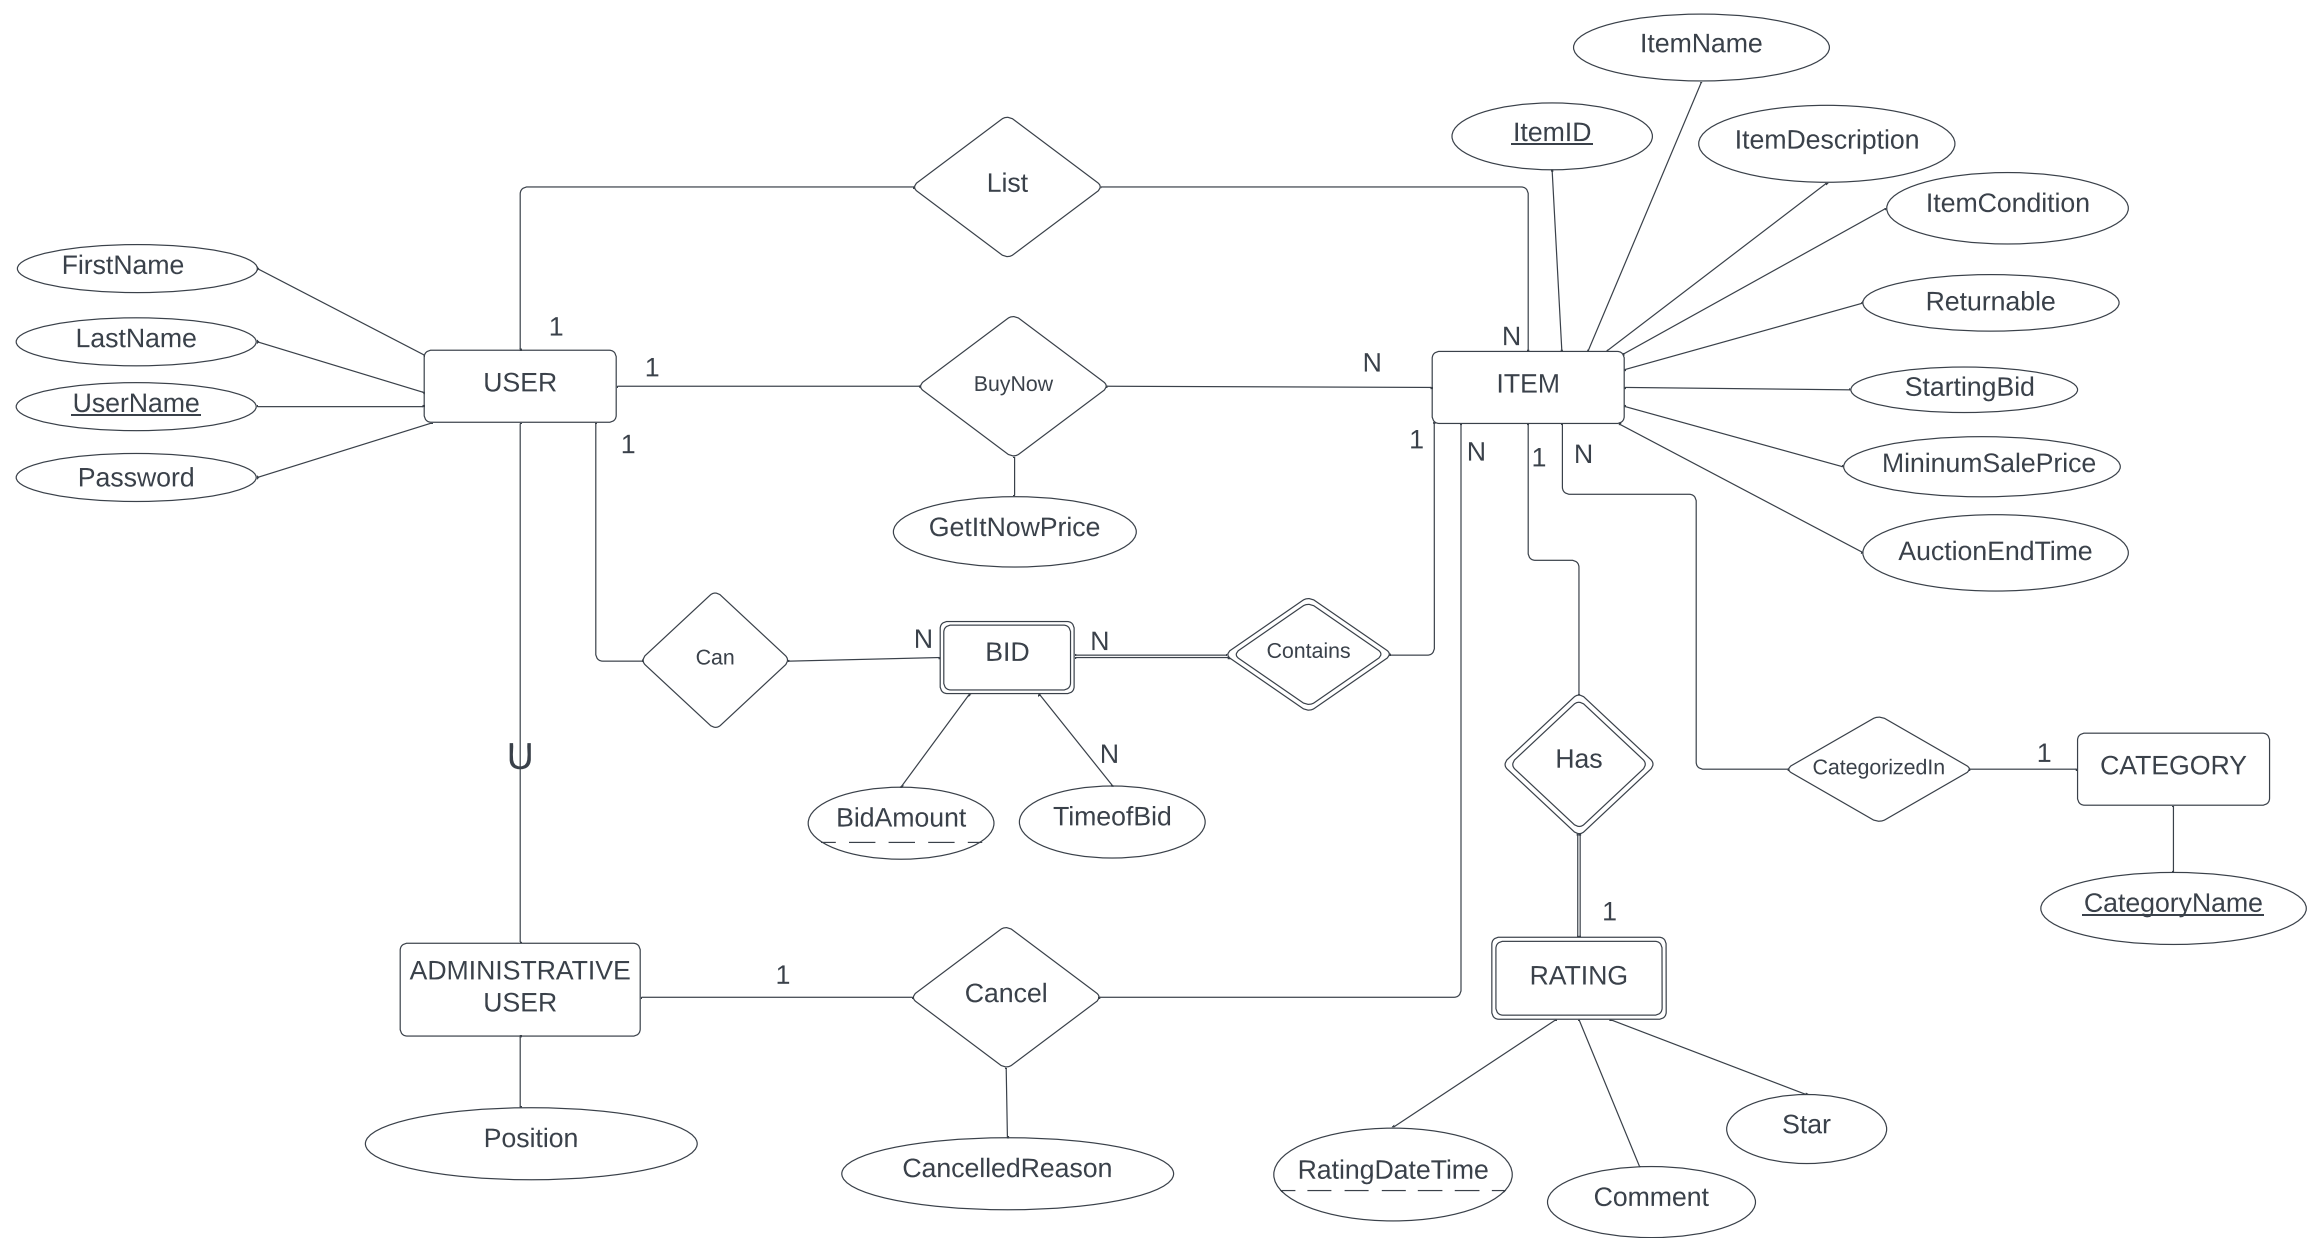 ItemName
ItemID
ItemDescription
List
ItemCondition
FirstName
Returnable
1
N
LastName
USER
1
BuyNow
N
ITEM
StartingBid
UserName
1
1
N
1
N
MininumSalePrice
Password
GetItNowPrice
AuctionEndTime
Can
N
BID
N
Contains
U
N
Has
CategorizedIn
1
CATEGORY
BidAmount
TimeofBid
1
CategoryName
ADMINISTRATIVE
USER
1
Cancel
RATING
Position
CancelledReason
RatingDateTime
Comment
Star